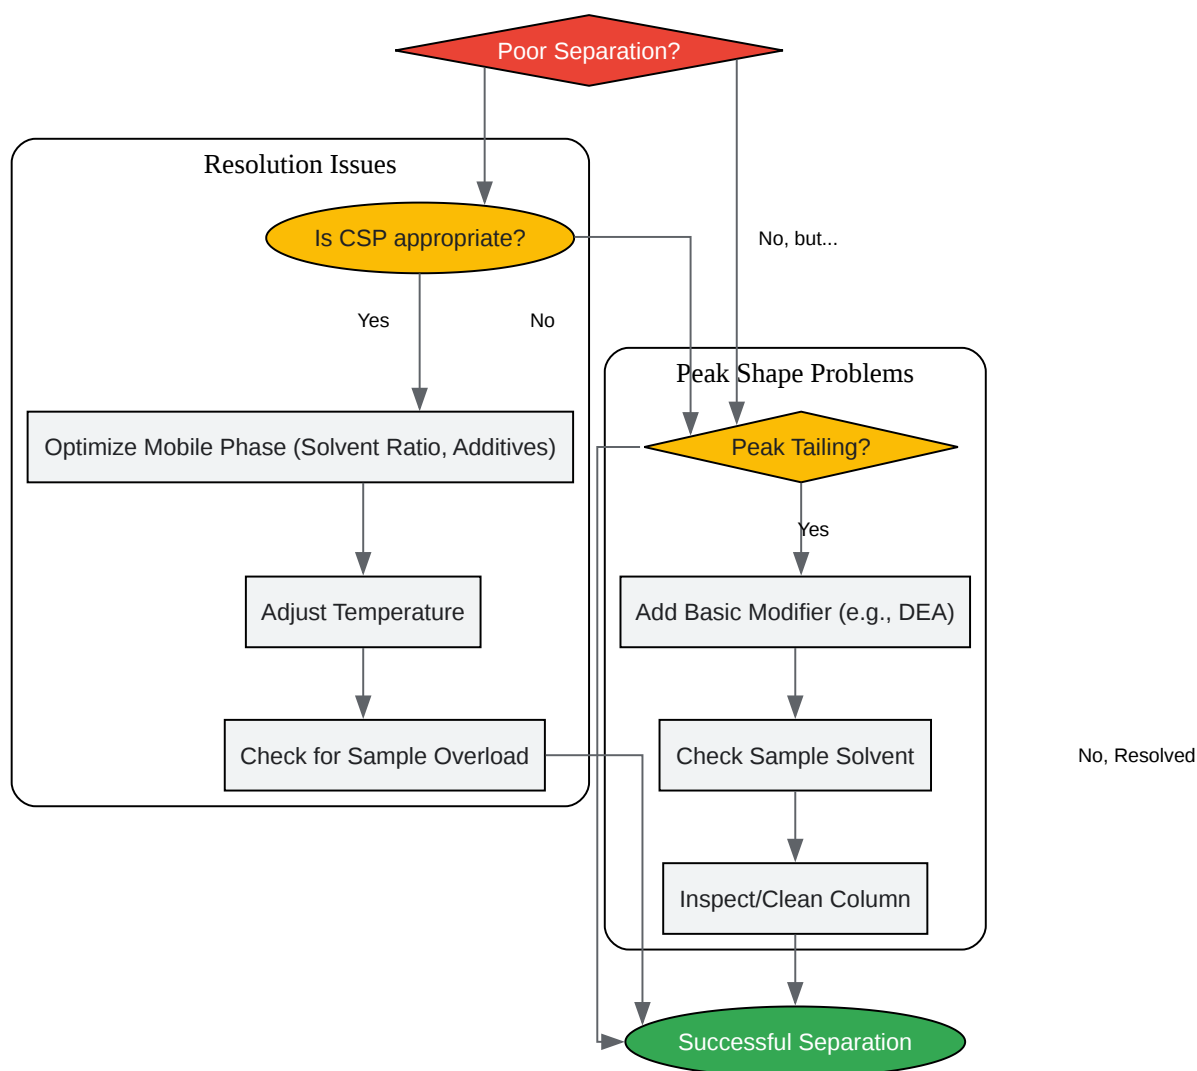 Poor Separation?
Resolution Issues
Is CSP appropriate?
No, but...
Yes
No
Peak Shape Problems
Optimize Mobile Phase (Solvent Ratio, Additives)
Peak Tailing?
Yes
Adjust Temperature
Add Basic Modifier (e.g., DEA)
Check for Sample Overload
Check Sample Solvent
No, Resolved
Inspect/Clean Column
Successful Separation